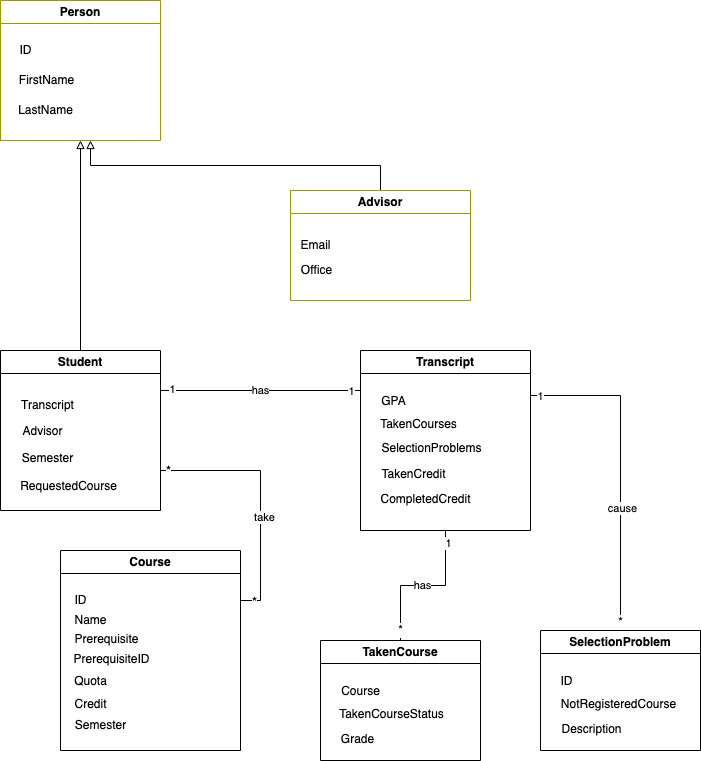 Person
ID
FirstName
LastName
Advisor
Email
Office
Student
Transcript
Advisor
Semester
RequestedCourse
1
has
1
Transcript
GPA
TakenCourses
SelectionProblems
TakenCredit
CompletedCredit
1
cause
*
*
take
*
1
has
*
Course
ID
Name
Prerequisite
PrerequisiteID
Quota
Credit
Semester
TakenCourse
Course
TakenCourseStatus
Grade
SelectionProblem
ID
NotRegisteredCourse
Description